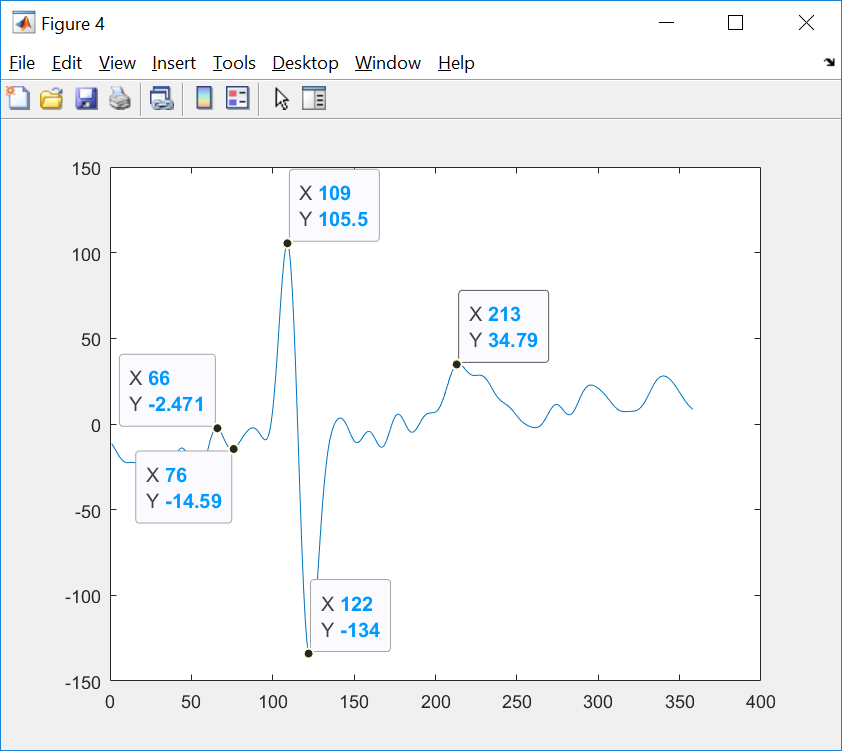 Figure 4
File Edit View Insert Tools Desktop Window Help
150
100
50
0
-50
-100
-150
0 50 100 150 200 250 300 350 400
X 109
Y 105.5
X 213
Y 34.79
X 66
Y -2.471
X 76
Y -14.59
X 122
Y -134